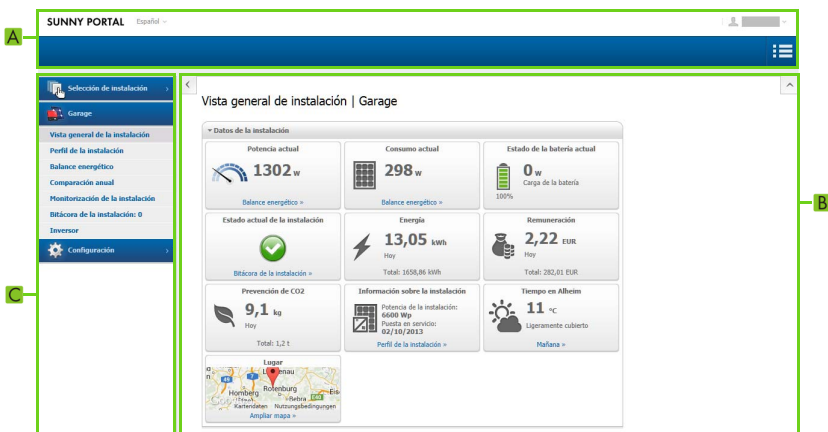 SUNNY PORTAL Español
A
Selección de instalación
Garage
Vista general de la instalación
Perfil de la instalación
Balance energético
Comparación anual
Monitorización de la instalación
Bitácora de la instalación: 0
Inversor
Configuración
C
B
Vista general de instalación | Garage
Datos de la instalación
Potencia actual
1302 w
Balance energético »
Consumo actual
298 w
Balance energético »
Estado de la batería actual
0 w
Carga de la batería
100%
Estado actual de la instalación
Bitácora de la instalación »
Energía
13,05 kWh
Hoy
Total: 1658,86 kWh
Remuneración
2,22 EUR
Hoy
Total: 282,01 EUR
Prevención de CO2
9,1 kg
Hoy
Total: 1,2 t
Información sobre la instalación
Potencia de la instalación:
6600 Wp
Puesta en servicio:
02/10/2013
Perfil de la instalación »
Tiempo en Alheim
11 °C
Ligeramente cubierto
Mañana »
Lugar
Homberg
Rotenburg
Bebra
Eis
Kartendaten Nutzungsbedingungen
Ampliar mapa »